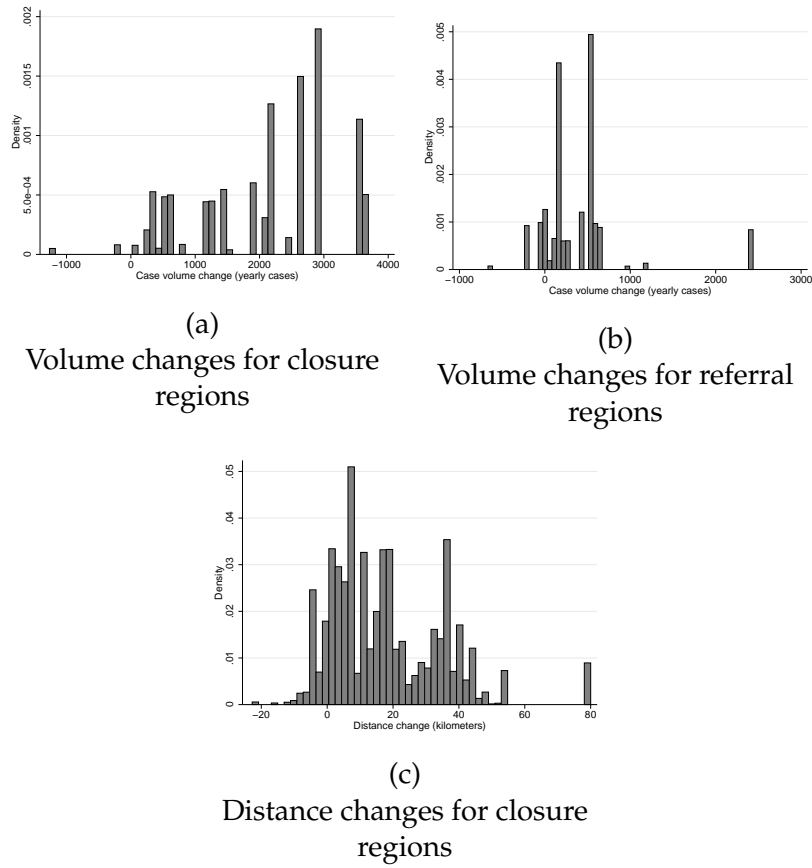 .002
.0015
.001
5.0e−04
0
Density
−1000 0 1000 2000 3000 4000
Case volume change (yearly cases)
(a)
Volume changes for closure
regions
.005
.004
.003
.002
.001
0
Density
−1000 0 1000 2000 3000
Case volume change (yearly cases)
(b)
Volume changes for referral
regions
.05
.04
.03
.02
.01
0
Density
−20 0 20 40 60 80
Distance change (kilometers)
(c)
Distance changes for closure
regions